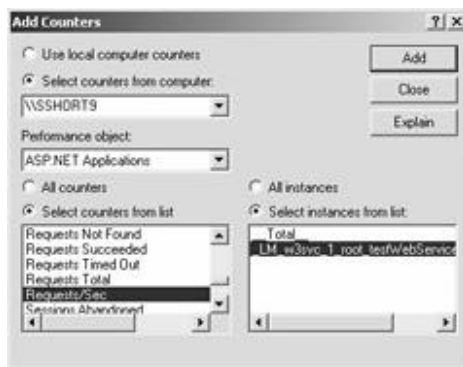 Add Counters
Use local computer counters
Select counters from computer:
\\SSHORT9
Performance object:
ASP.NET Applications
All counters
Select counters from list
Requests Not Found
Requests Succeeded
Requests Timed Out
Requests Total
Requests/Sec
Sessions Abandoned
All instances
Select instances from list:
__Total__
_LM_w3svc_1_root_testWebService
Add
Close
Explain